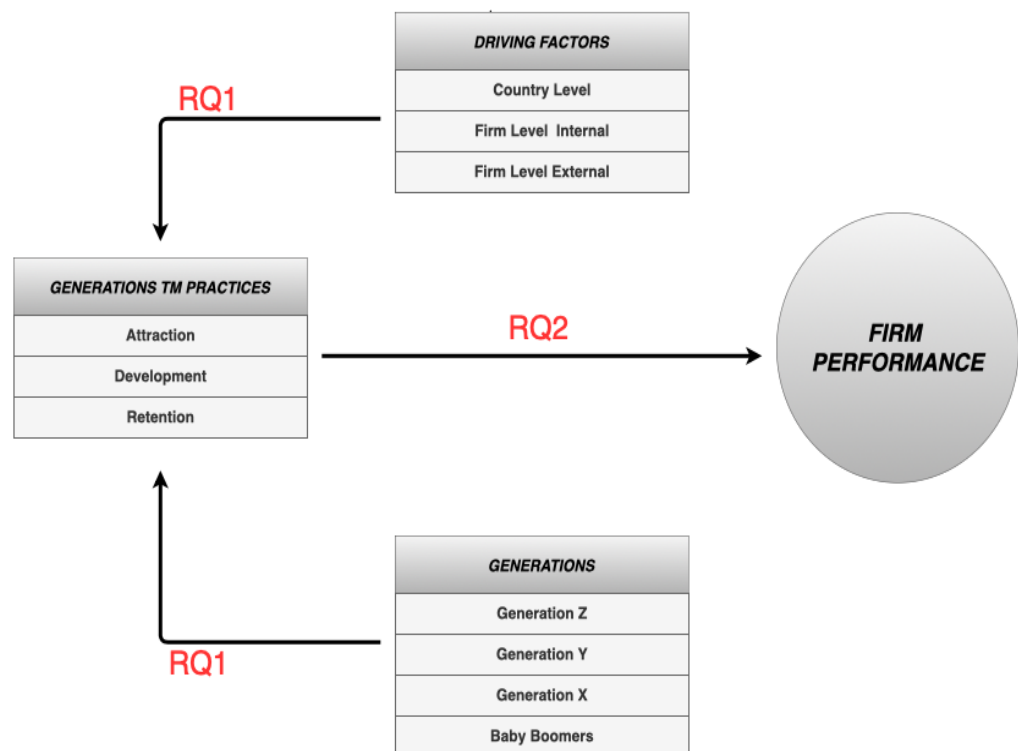 DRIVING FACTORS
Country Level
Firm Level Internal
Firm Level External
RQ1
GENERATIONS TM PRACTICES
Attraction
Development
Retention
RQ2
FIRM
PERFORMANCE
RQ1
GENERATIONS
Generation Z
Generation Y
Generation X
Baby Boomers